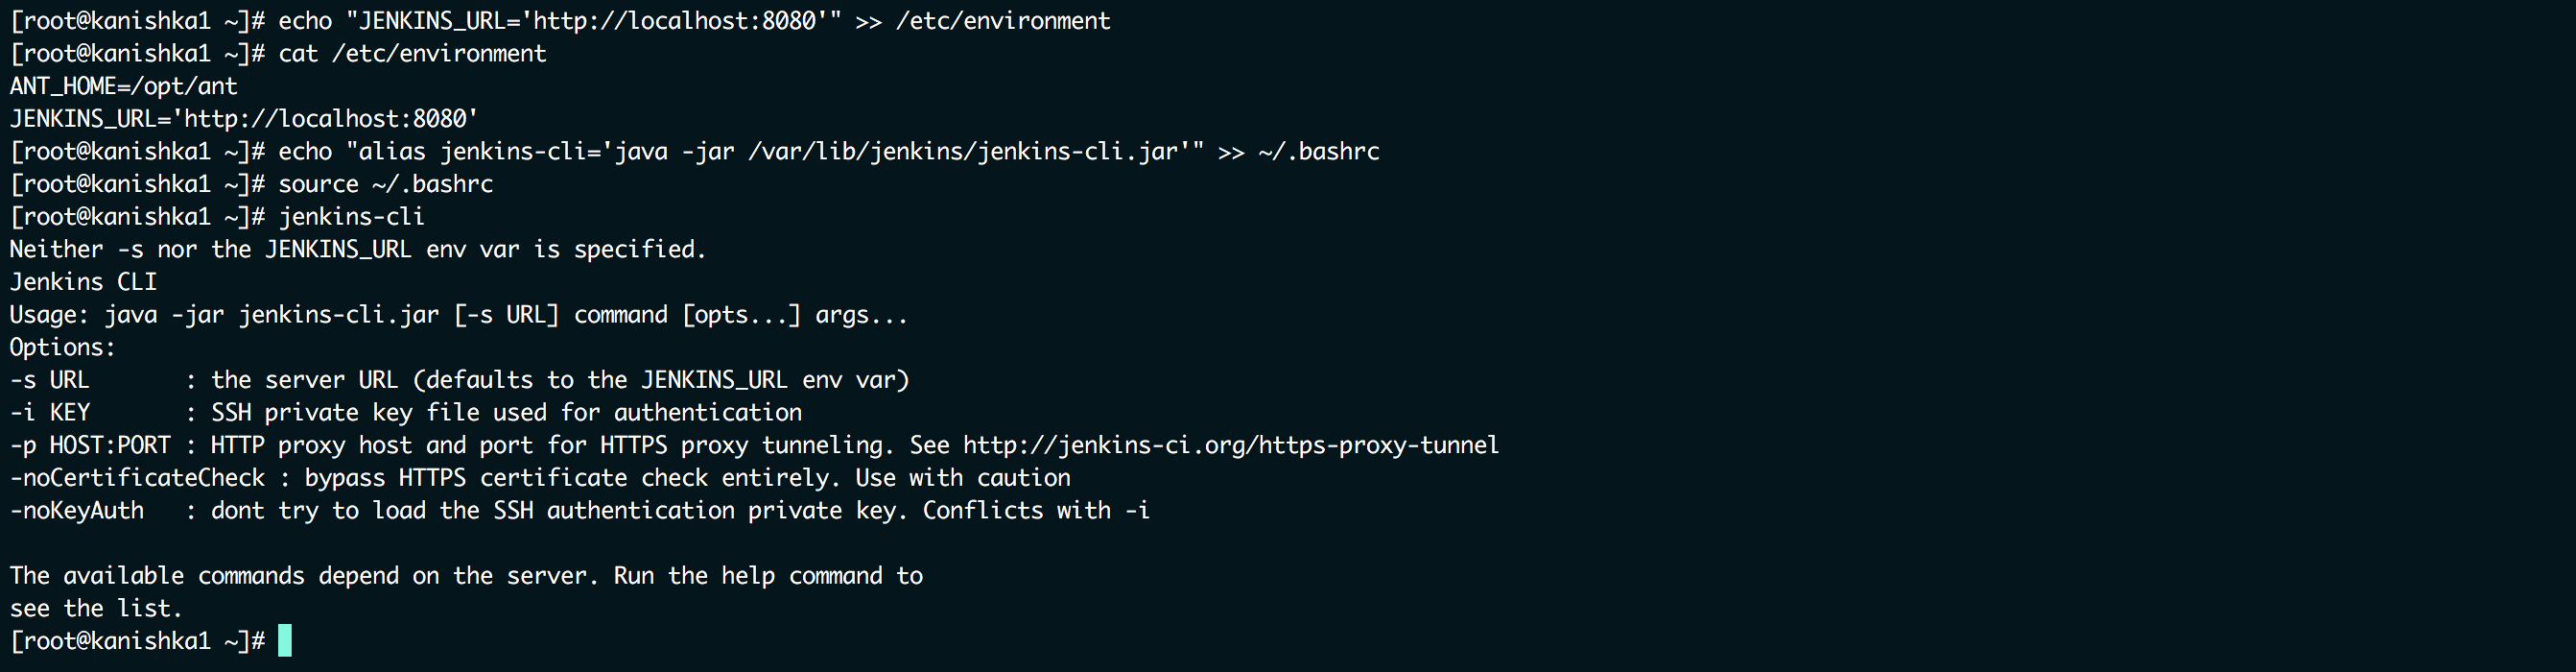 [root@kanishka1 ~]# echo "JENKINS_URL='http://localhost:8080'" >> /etc/environment
[root@kanishka1 ~]# cat /etc/environment
ANT_HOME=/opt/ant
JENKINS_URL='http://localhost:8080'
[root@kanishka1 ~]# echo "alias jenkins-cli='java -jar /var/lib/jenkins/jenkins-cli.jar'" >> ~/.bashrc
[root@kanishka1 ~]# source ~/.bashrc
[root@kanishka1 ~]# jenkins-cli
Neither -s nor the JENKINS_URL env var is specified.
Jenkins CLI
Usage: java -jar jenkins-cli.jar [-s URL] command [opts...] args...
Options:
-s URL       : the server URL (defaults to the JENKINS_URL env var)
-i KEY       : SSH private key file used for authentication
-p HOST:PORT : HTTP proxy host and port for HTTPS proxy tunneling. See http://jenkins-ci.org/https-proxy-tunnel
-noCertificateCheck : bypass HTTPS certificate check entirely. Use with caution
-noKeyAuth   : dont try to load the SSH authentication private key. Conflicts with -i

The available commands depend on the server. Run the help command to
see the list.
[root@kanishka1 ~]#